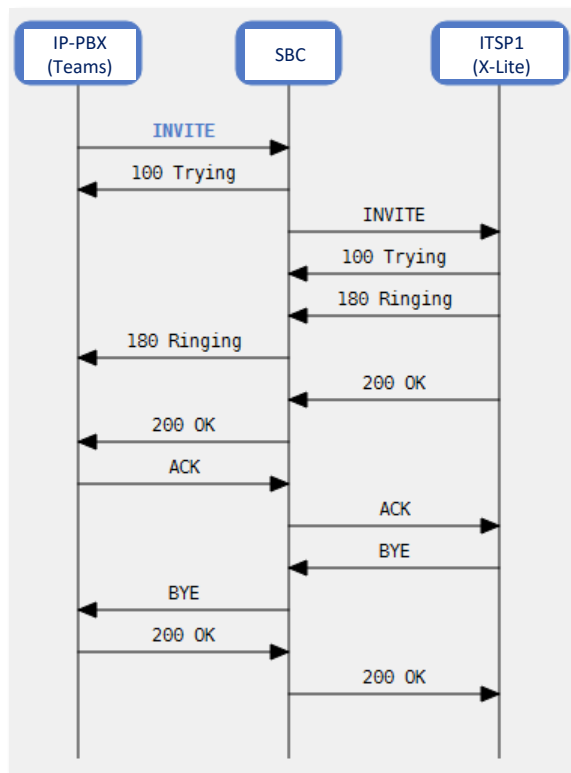 IP-PBX
(Teams)
SBC
ITSP1
(X-Lite)
INVITE
100 Trying
INVITE
100 Trying
180 Ringing
180 Ringing
200 OK
200 OK
ACK
ACK
BYE
BYE
200 OK
200 OK